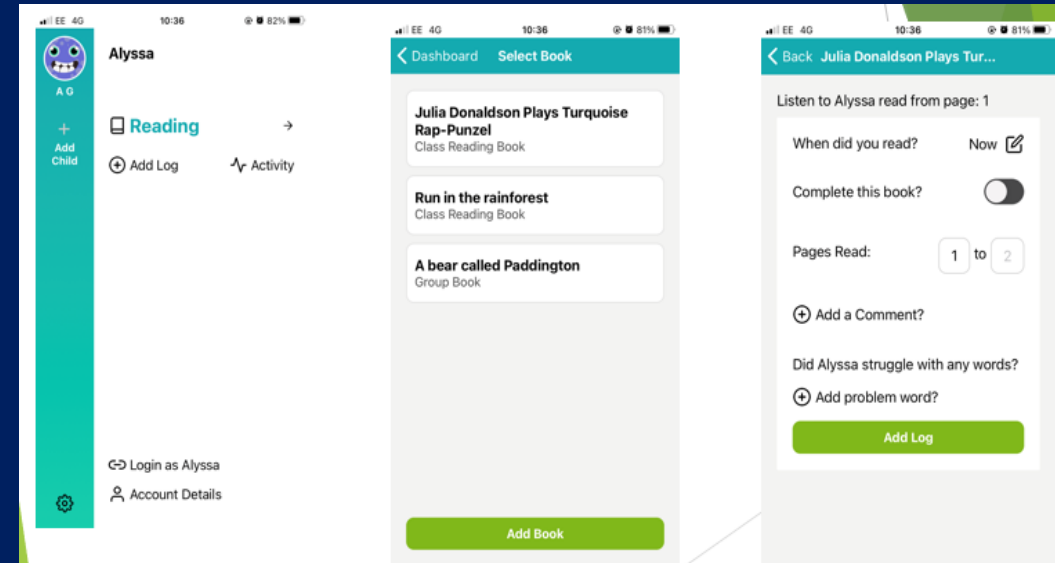 EE 4G 10:36 82%
Alyssa
A G
+
Add
Child
Reading →
Add Log Activity
Login as Alyssa
Account Details
EE 4G 10:36 81%
Dashboard Select Book
Julia Donaldson Plays Turquoise
Rap-Punzel
Class Reading Book
Run in the rainforest
Class Reading Book
A bear called Paddington
Group Book
Add Book
EE 4G 10:36 81%
Back Julia Donaldson Plays Tur...
Listen to Alyssa read from page: 1
When did you read? Now
Complete this book?
Pages Read: 1 to 2
Add a Comment?
Did Alyssa struggle with any words?
Add problem word?
Add Log